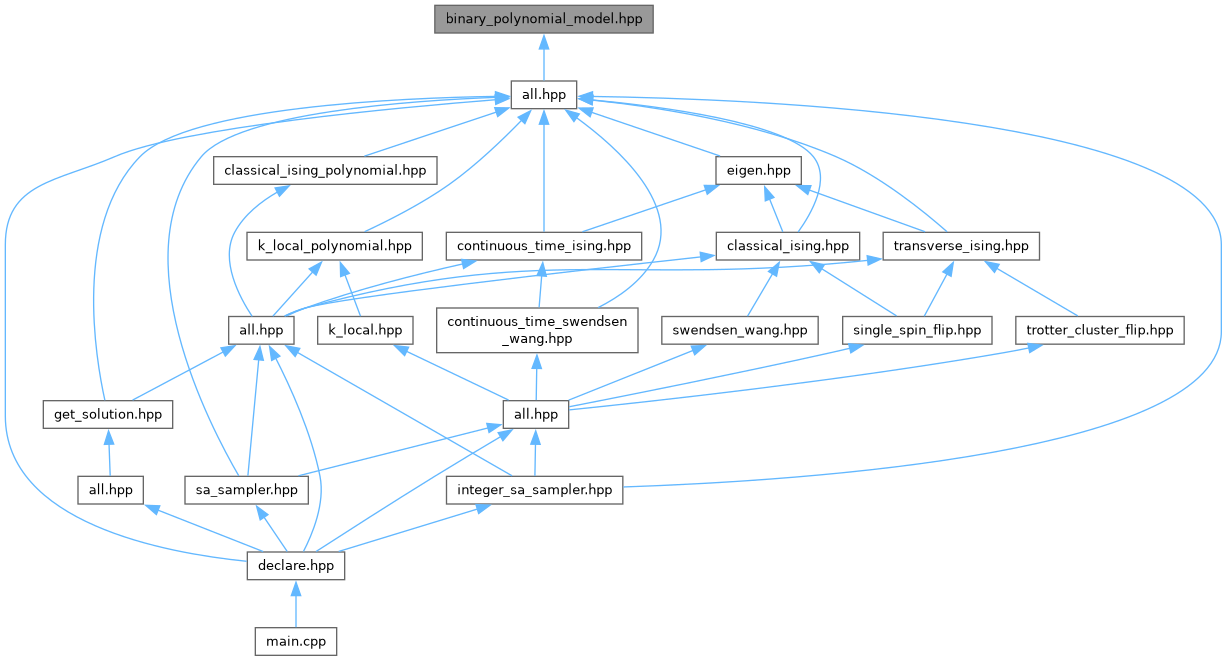 binary_polynomial_model.hpp
all.hpp
classical_ising_polynomial.hpp
eigen.hpp
k_local_polynomial.hpp
continuous_time_ising.hpp
classical_ising.hpp
transverse_ising.hpp
all.hpp
k_local.hpp
continuous_time_swendsen
_wang.hpp
swendsen_wang.hpp
single_spin_flip.hpp
trotter_cluster_flip.hpp
get_solution.hpp
all.hpp
all.hpp
sa_sampler.hpp
integer_sa_sampler.hpp
declare.hpp
main.cpp